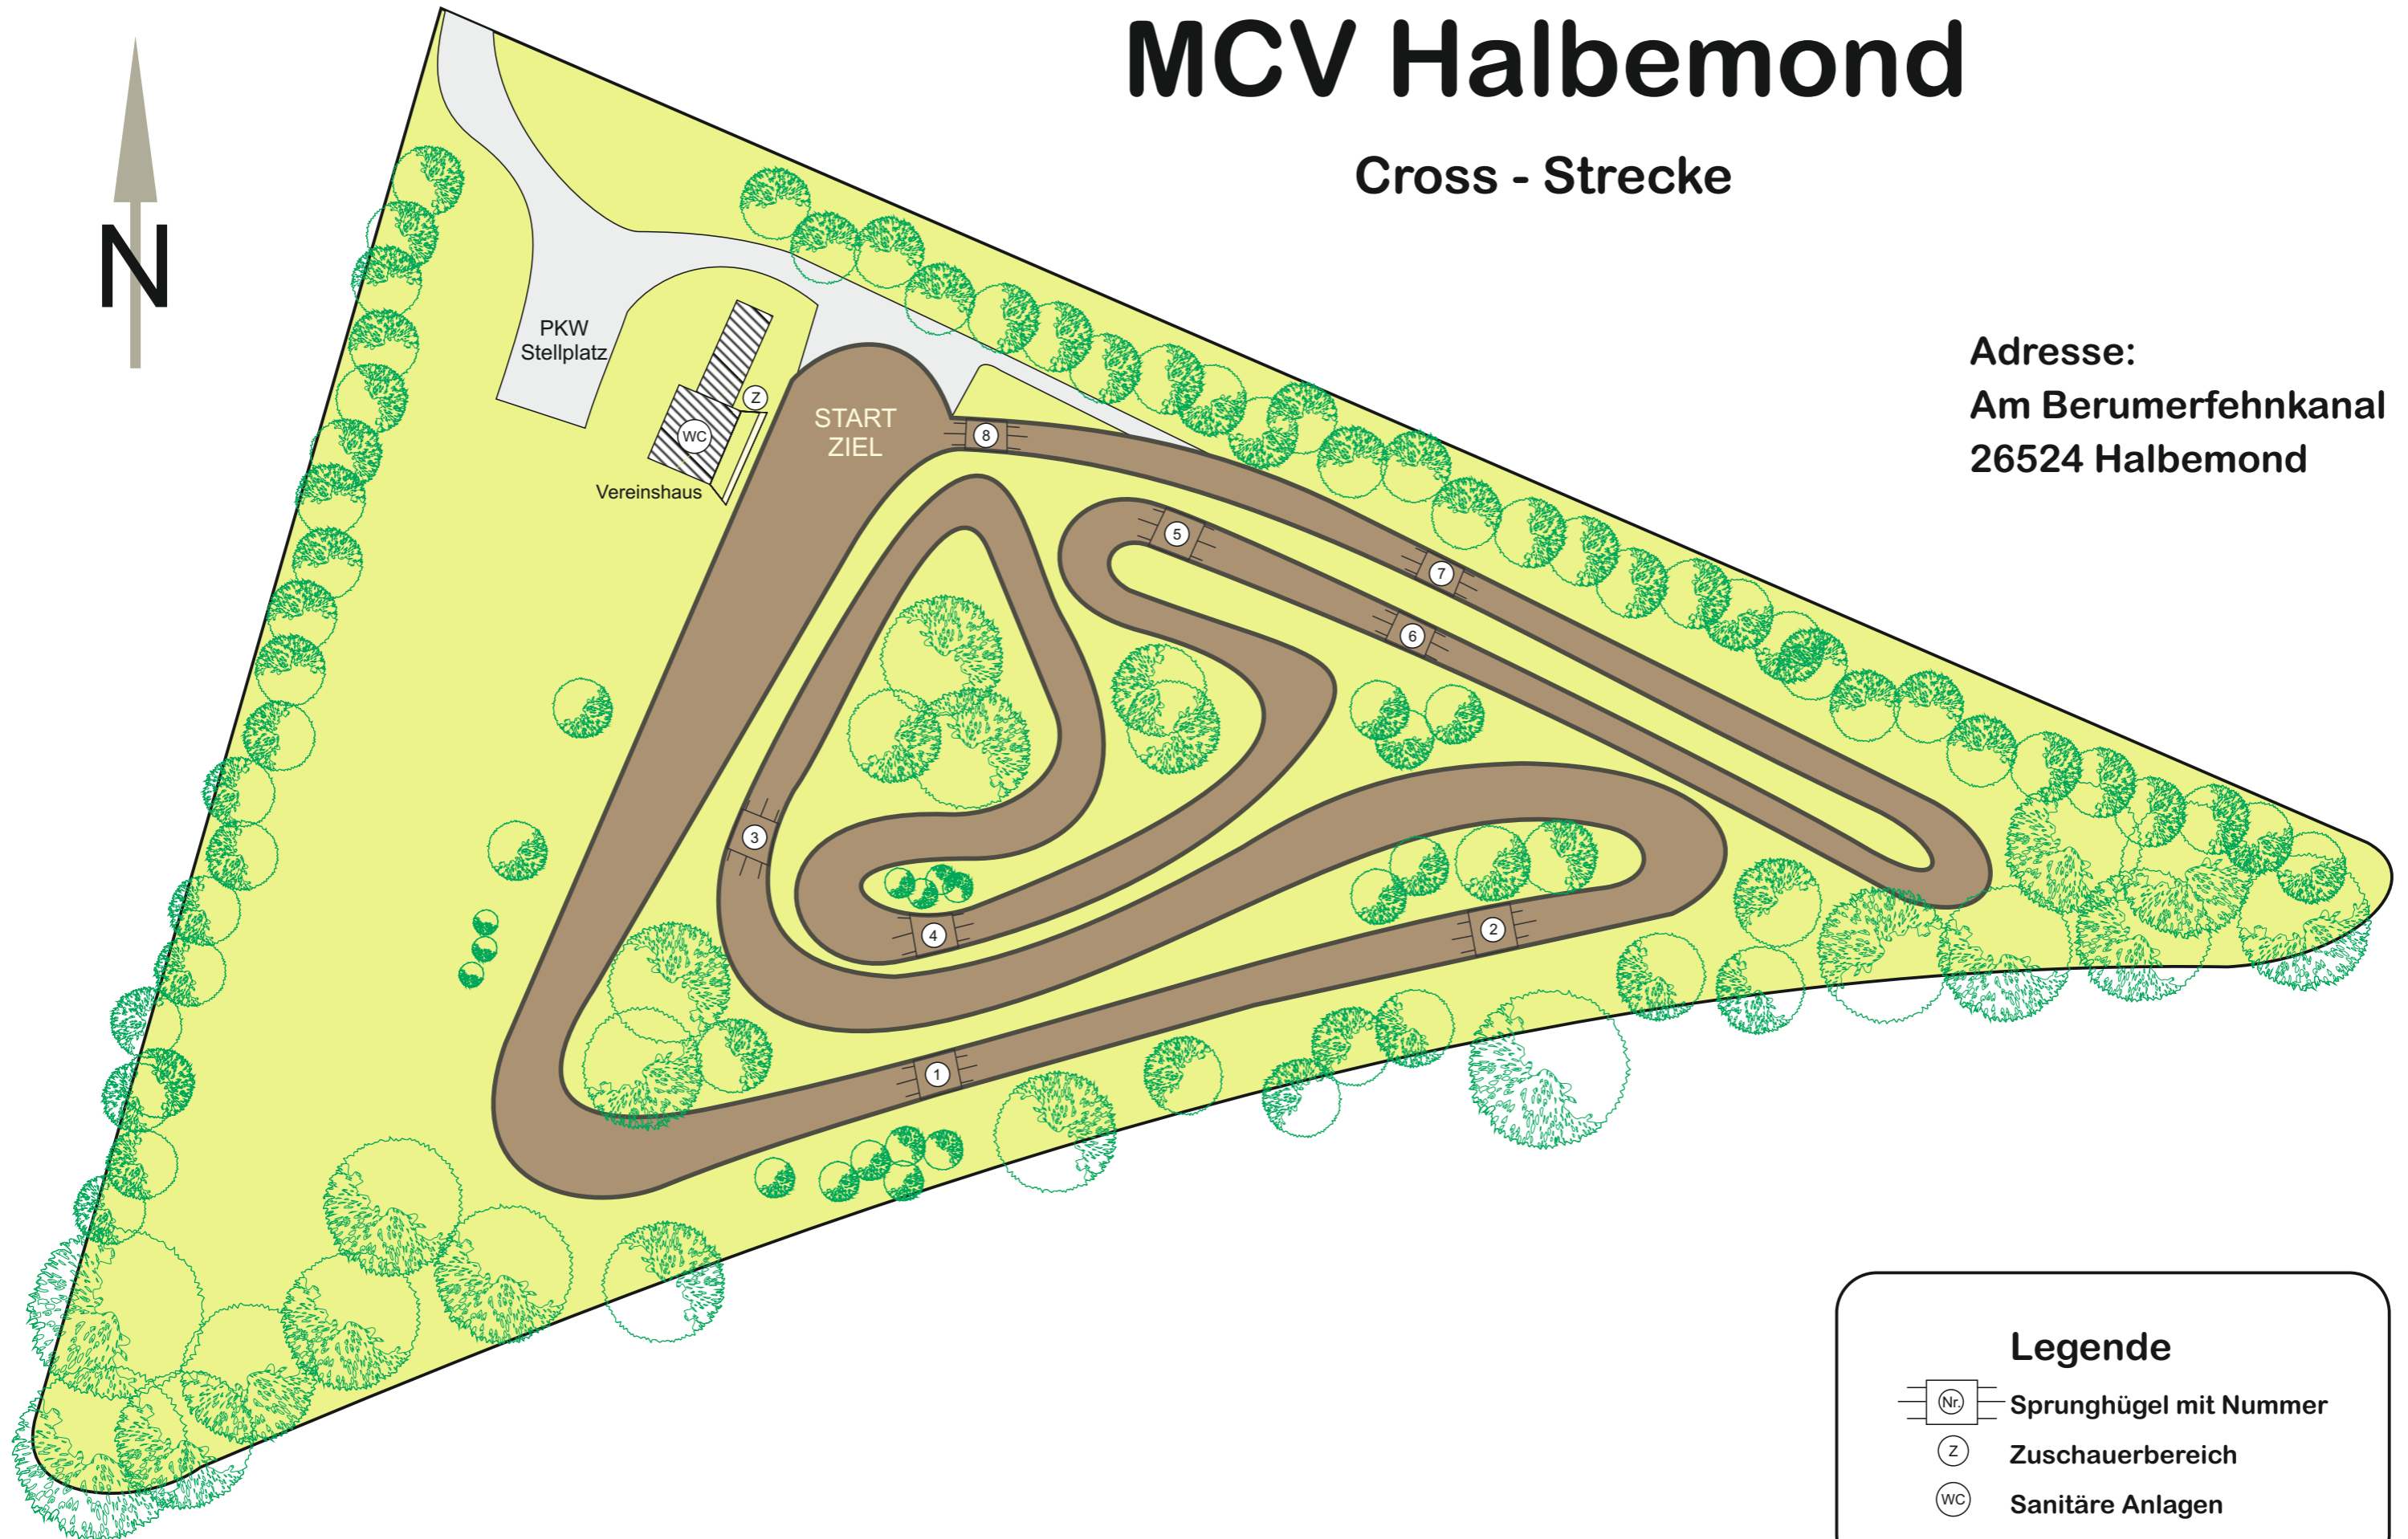 MCV Halbemond
Cross - Strecke
N
Adresse:
Am Berumerfehnkanal
26524 Halbemond
PKW
Stellplatz
Z
WC
Vereinshaus
START
ZIEL
8
5
7
6
3
4
2
1
Legende
Nr. Sprunghügel mit Nummer
Z Zuschauerbereich
WC Sanitäre Anlagen